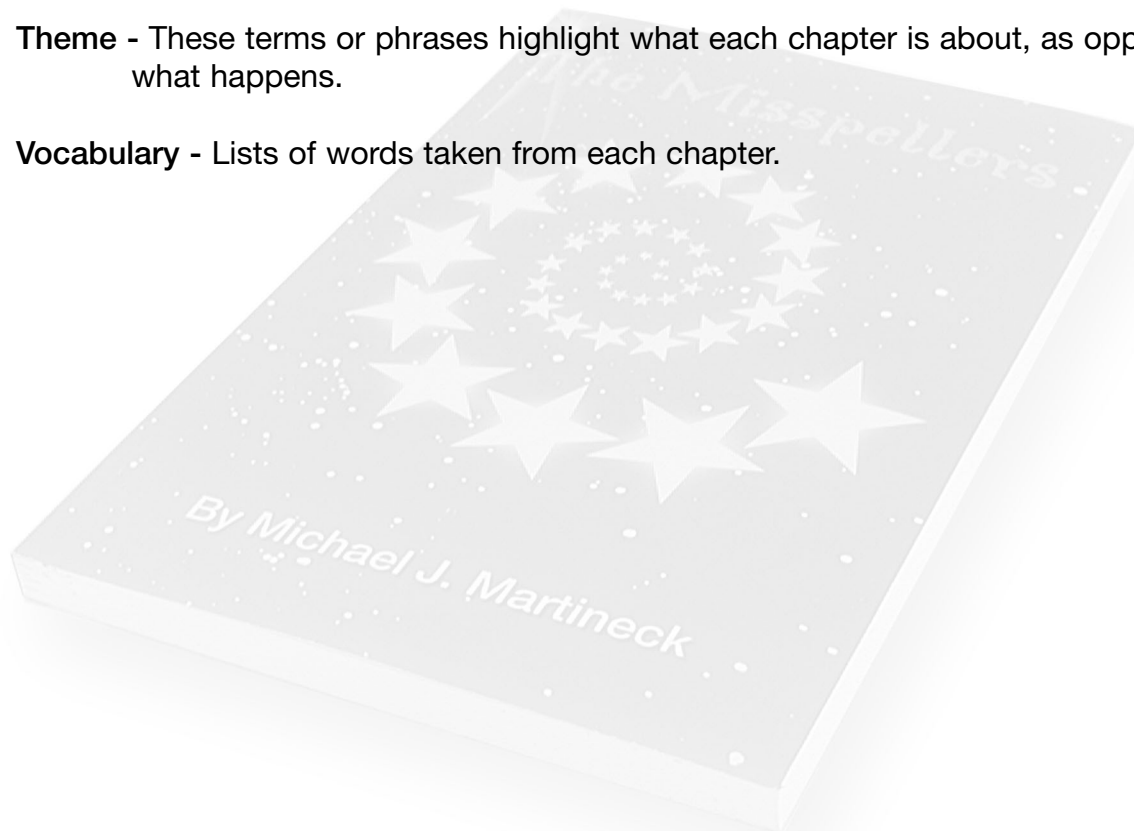 Theme - These terms or phrases highlight what each chapter is about, as opp
what happens.
Vocabulary - Lists of words taken from each chapter.
The Misspellers
By Michael J. Martineck